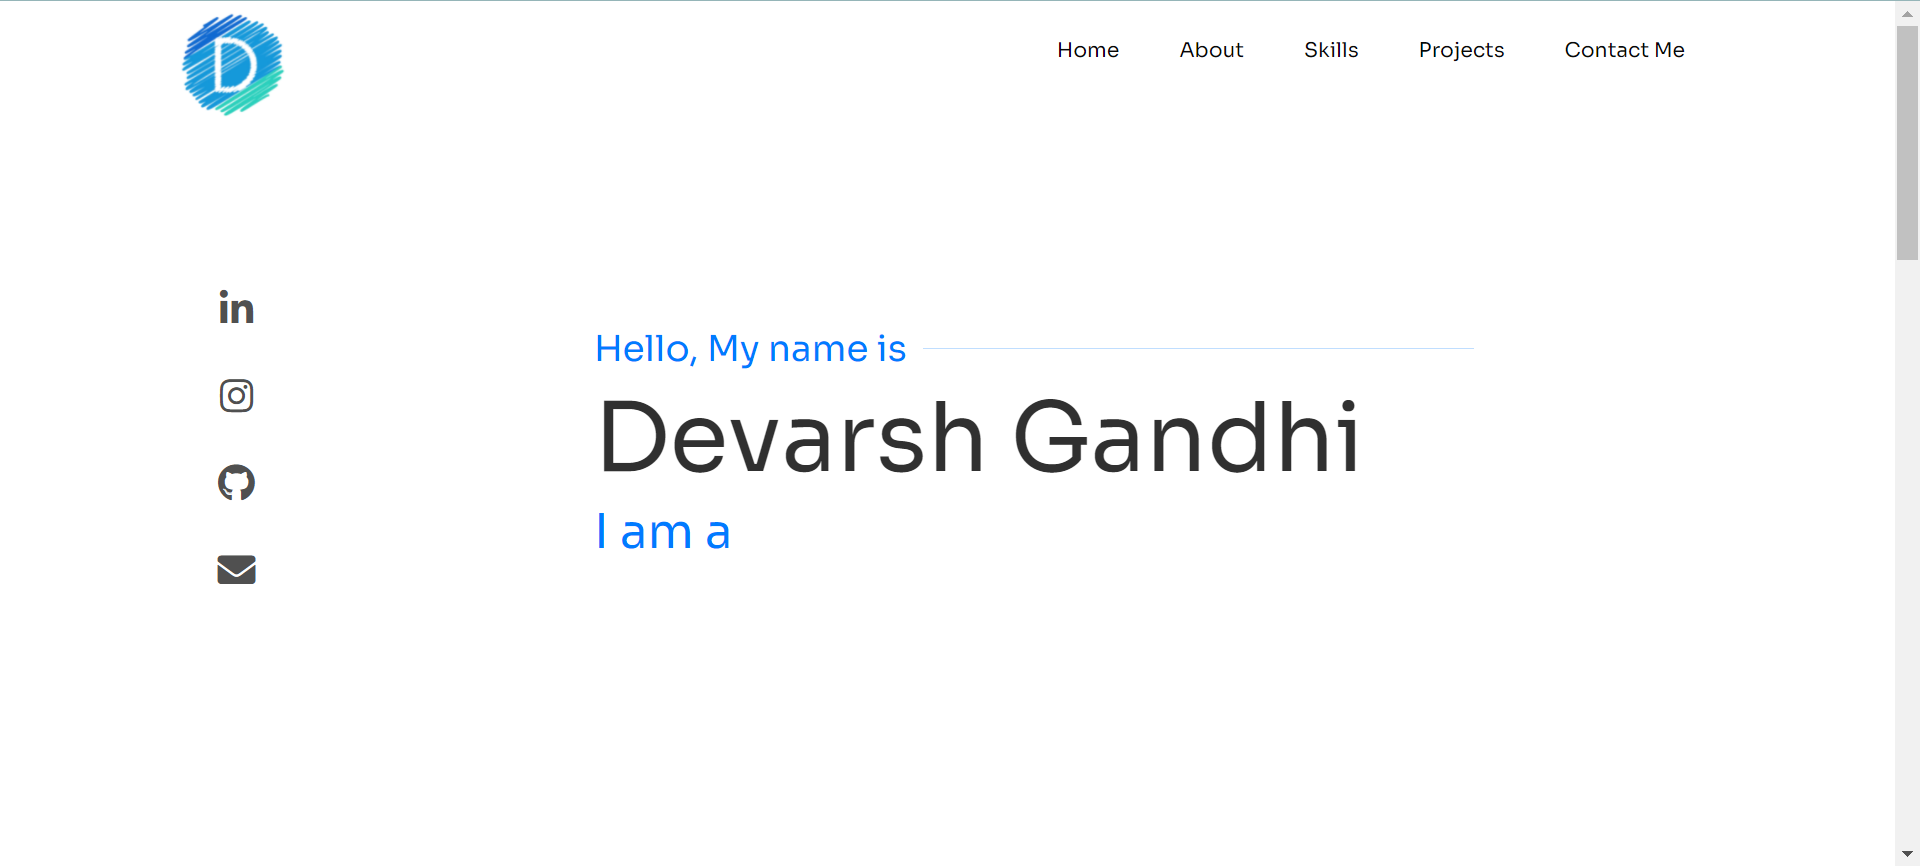 D
Home About Skills Projects Contact Me
in
Hello, My name is
Devarsh Gandhi
I am a